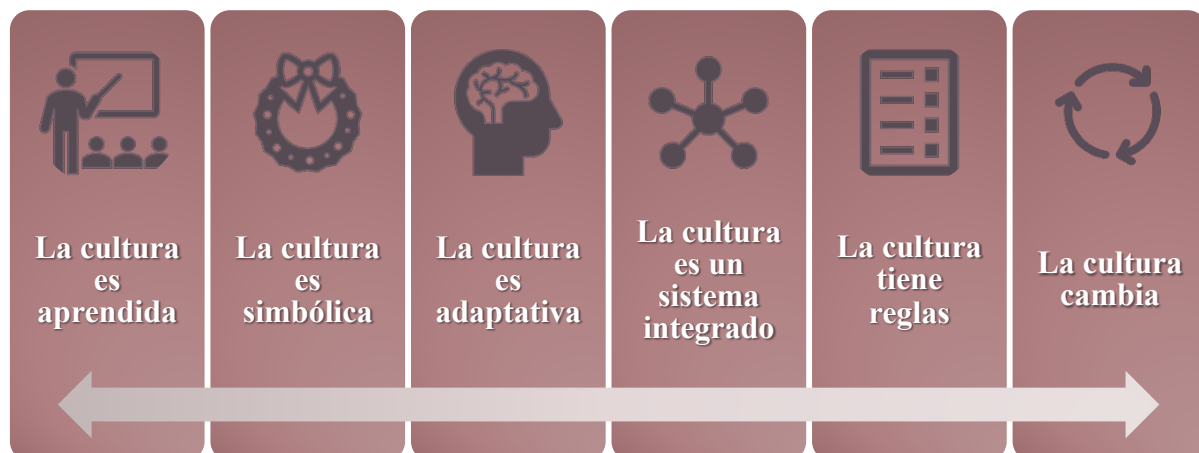 La cultura
es
aprendida
La cultura
es
simbólica
La cultura
es
adaptativa
La cultura
es un
sistema
integrado
La cultura
tiene
reglas
La cultura
cambia